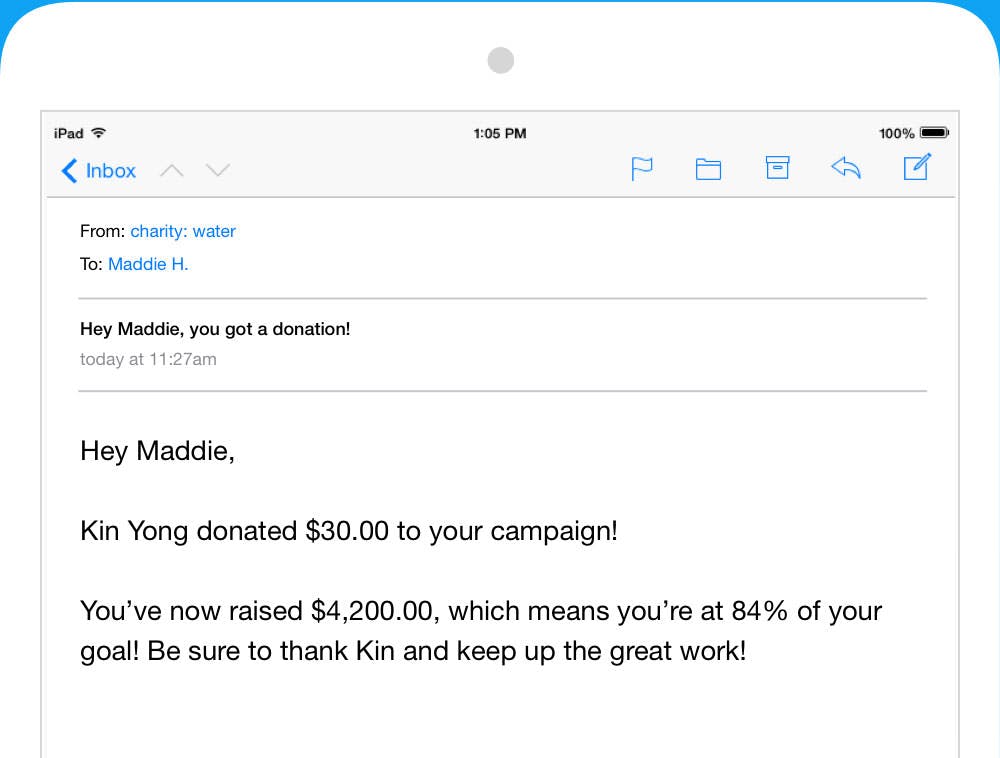 iPad 1:05 PM 100%
Inbox
From: charity: water
To: Maddie H.
Hey Maddie, you got a donation!
today at 11:27am
Hey Maddie,
Kin Yong donated $30.00 to your campaign!
You’ve now raised $4,200.00, which means you’re at 84% of your
goal! Be sure to thank Kin and keep up the great work!